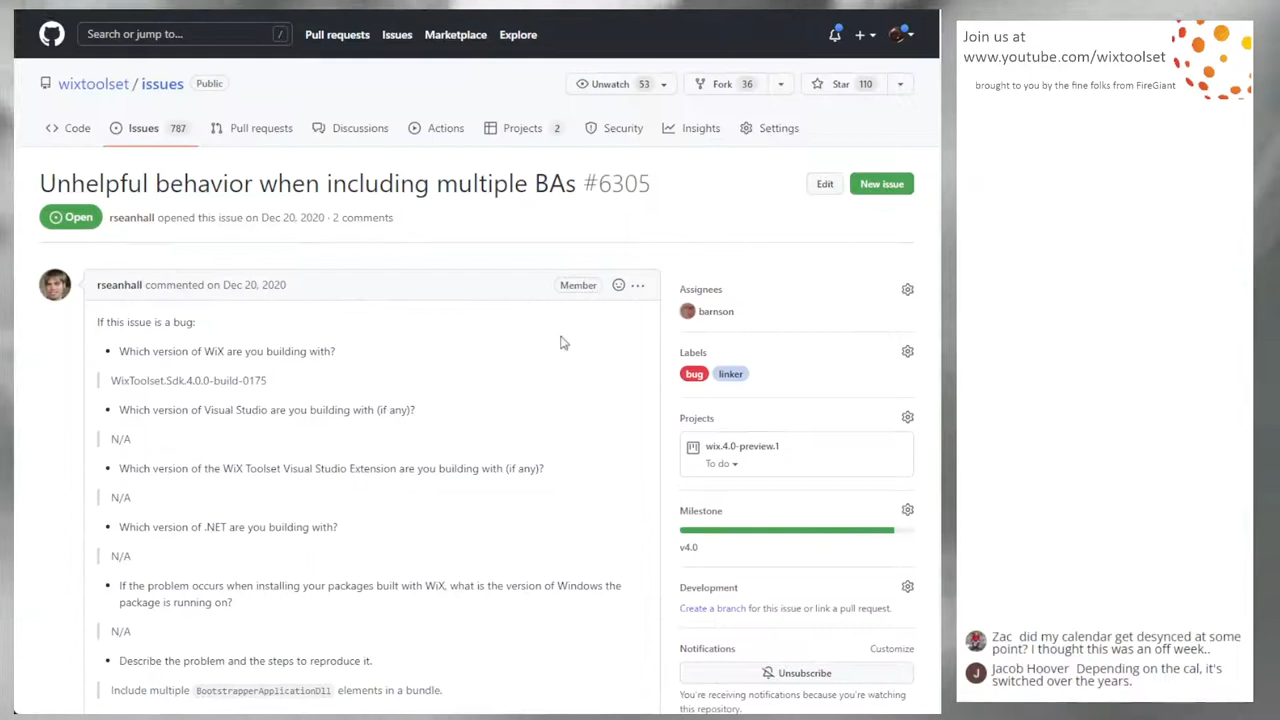 Search or jump to... /
Pull requests Issues Marketplace Explore
wixtoolset / issues Public
Unwatch 53 Fork 36 Star 110
Code Issues 787 Pull requests Discussions Actions Projects 2 Security Insights Settings
Unhelpful behavior when including multiple BAs #6305
Edit New issue
Open rseanhall opened this issue on Dec 20, 2020 · 2 comments
rseanhall commented on Dec 20, 2020 Member ...
If this issue is a bug:
• Which version of WiX are you building with?
WixToolset.Sdk.4.0.0-build-0175
• Which version of Visual Studio are you building with (if any)?
N/A
• Which version of the WiX Toolset Visual Studio Extension are you building with (if any)?
N/A
• Which version of .NET are you building with?
N/A
• If the problem occurs when installing your packages built with WiX, what is the version of Windows the
package is running on?
N/A
• Describe the problem and the steps to reproduce it.
Include multiple BootstrapperApplicationDll elements in a bundle.
Assignees
barnson
Labels
bug linker
Projects
wix.4.0-preview.1
To do
Milestone
v4.0
Development
Create a branch for this issue or link a pull request.
Notifications Customize
Unsubscribe
You're receiving notifications because you're watching
this repository.
Join us at
www.youtube.com/wixtoolset
brought to you by the fine folks from FireGiant
Zac did my calendar get desynced at some
point? I thought this was an off week..
J Jacob Hoover Depending on the cal, it's
switched over the years.